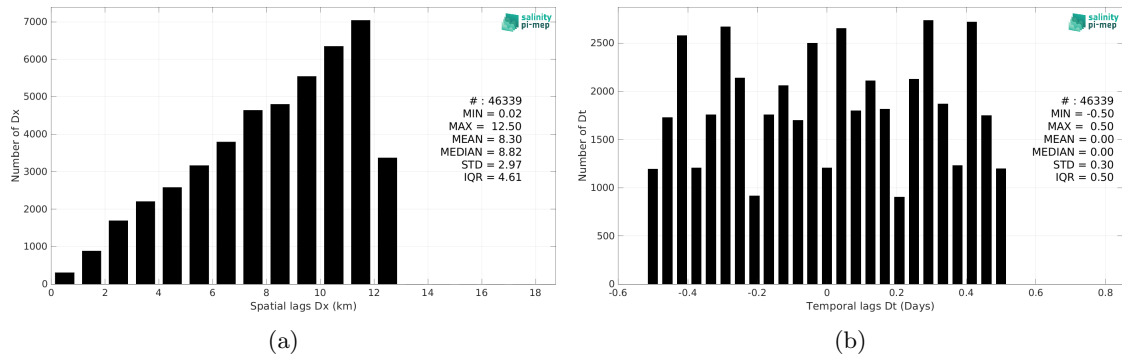 7000
6000
5000
4000
3000
2000
1000
0
Number of Dx
0 2 4 6 8 10 12 14 16 18
Spatial lags Dx (km)
salinity
pi-mep
# : 46339
MIN = 0.02
MAX = 12.50
MEAN = 8.30
MEDIAN = 8.82
STD = 2.97
IQR = 4.61
(a)
2500
2000
1500
1000
500
0
Number of Dt
-0.6 -0.4 -0.2 0 0.2 0.4 0.6 0.8
Temporal lags Dt (Days)
salinity
pi-mep
# : 46339
MIN = -0.50
MAX = 0.50
MEAN = 0.00
MEDIAN = 0.00
STD = 0.30
IQR = 0.50
(b)